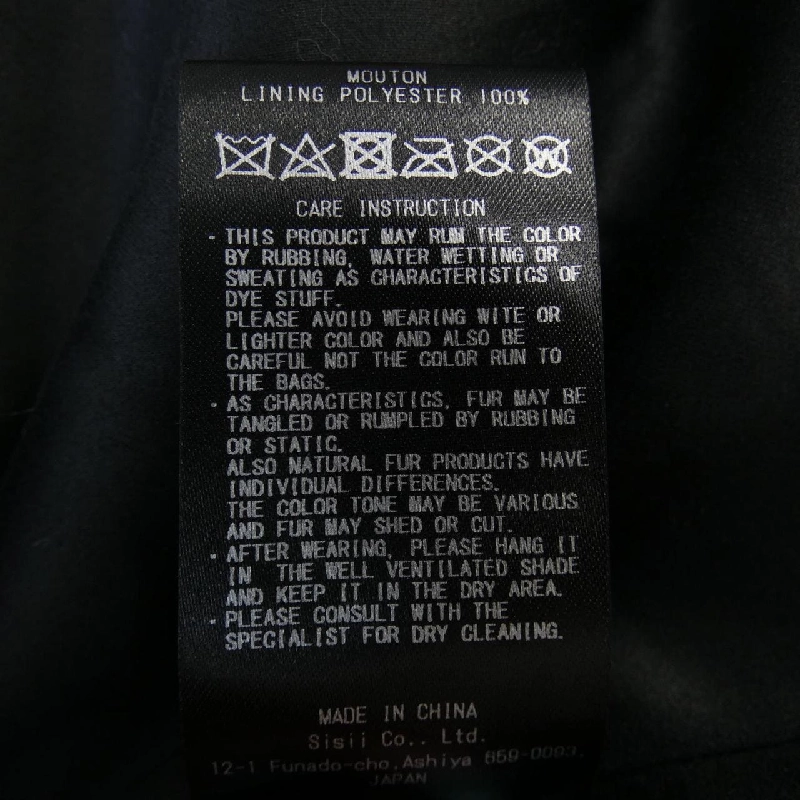 MOUTON
LINING POLYESTER 100%
W
CARE INSTRUCTION
· THIS PRODUCT MAY RUM THE COLOR
BY RUBBING, WATER WETTING OR
SWEATING AS CHARACTERISTICS OF
DYE STUFF.
PLEASE AVOID WEARING WITE OR
LIGHTER COLOR AND ALSO BE
CAREFUL NOT THE COLOR RUN TO
THE BAGS.
· AS CHARACTERISTICS, FUR MAY BE
TANGLED OR RUMPLED BY RUBBING
OR STATIC.
ALSO NATURAL FUR PRODUCTS HAVE
INDIVIDUAL DIFFERENCES.
THE COLOR TONE MAY BE VARIOUS
AND FUR MAY SHED OR CUT.
· AFTER WEARING, PLEASE HANG IT
IN THE WELL VENTILATED SHADE
AND KEEP IT IN THE DRY AREA.
· PLEASE CONSULT WITH THE
SPECIALIST FOR DRY CLEANING.
MADE IN CHINA
Sisii Co., Ltd.
12-1 Funado-cho, Ashiya 659-0093,
JAPAN